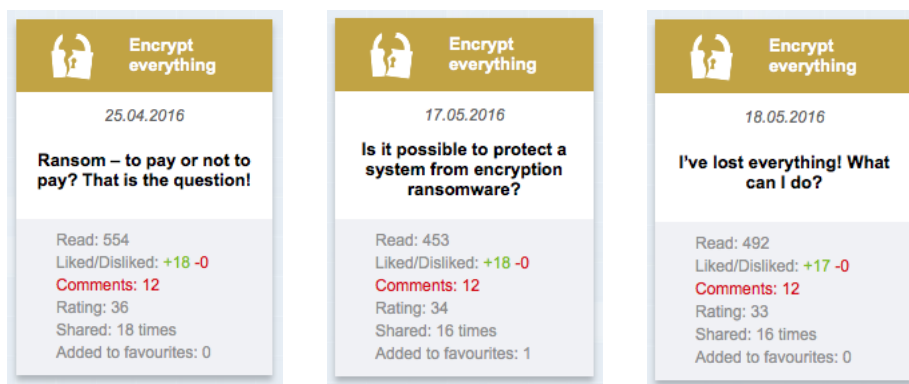 Encrypt
everything
25.04.2016
Ransom – to pay or not to
pay? That is the question!
Read: 554
Liked/Disliked: +18 -0
Comments: 12
Rating: 36
Shared: 18 times
Added to favourites: 0
Encrypt
everything
17.05.2016
Is it possible to protect a
system from encryption
ransomware?
Read: 453
Liked/Disliked: +18 -0
Comments: 12
Rating: 34
Shared: 16 times
Added to favourites: 1
Encrypt
everything
18.05.2016
I've lost everything! What
can I do?
Read: 492
Liked/Disliked: +17 -0
Comments: 12
Rating: 33
Shared: 16 times
Added to favourites: 0